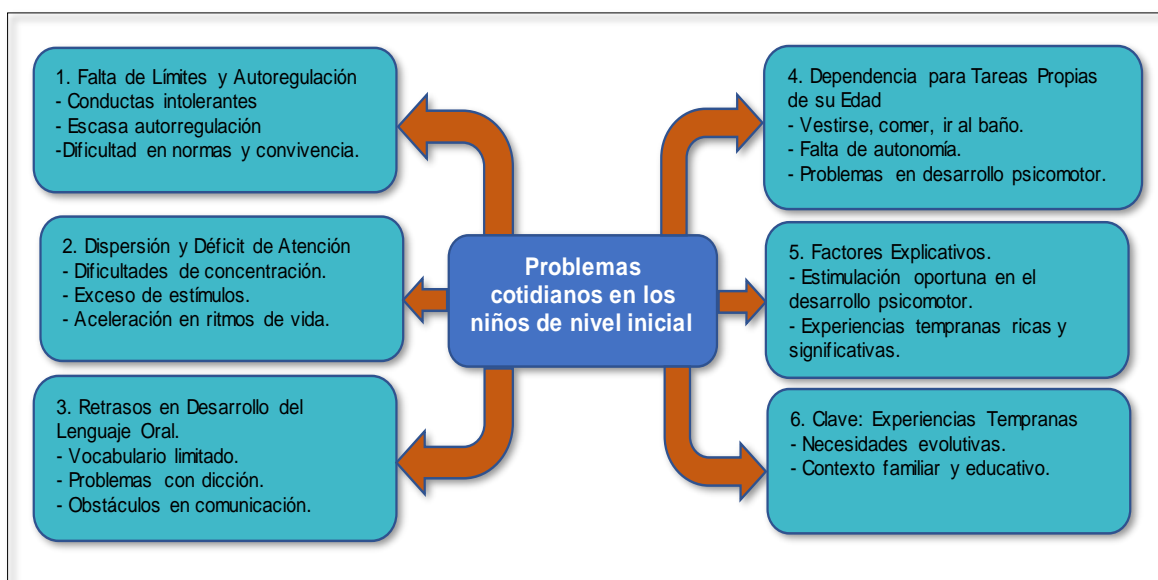 1. Falta de Límites y Autoregulación
- Conductas intolerantes
- Escasa autorregulación
-Dificultad en normas y convivencia.
2. Dispersión y Déficit de Atención
- Dificultades de concentración.
- Exceso de estímulos.
- Aceleración en ritmos de vida.
3. Retrasos en Desarrollo del
Lenguaje Oral.
- Vocabulario limitado.
- Problemas con dicción.
- Obstáculos en comunicación.
Problemas
cotidianos en los
niños de nivel inicial
4. Dependencia para Tareas Propias
de su Edad
- Vestirse, comer, ir al baño.
- Falta de autonomía.
- Problemas en desarrollo psicomotor.
5. Factores Explicativos.
- Estimulación oportuna en el
desarrollo psicomotor.
- Experiencias tempranas ricas y
significativas.
6. Clave: Experiencias Tempranas
- Necesidades evolutivas.
- Contexto familiar y educativo.